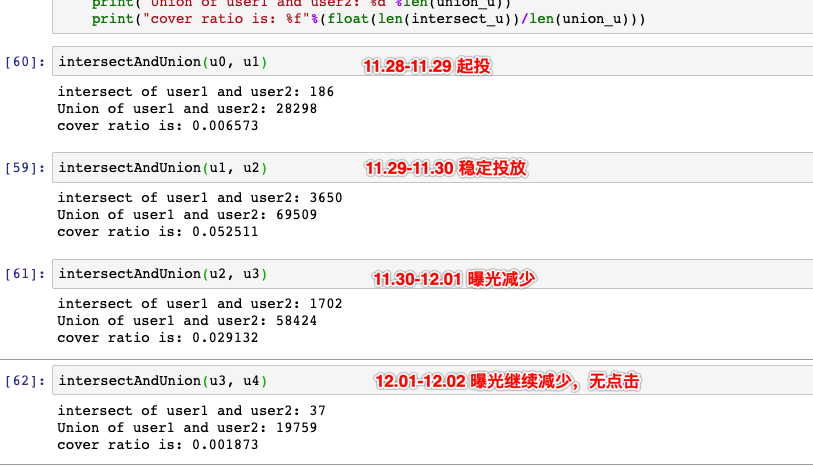 print("Union of user1 and user2: %d"%len(union_u))
print("cover ratio is: %f"%(float(len(intersect_u))/len(union_u)))
[60]: intersectAndUnion(u0, u1) 11.28-11.29 起投
intersect of user1 and user2: 186
Union of user1 and user2: 28298
cover ratio is: 0.006573
[59]: intersectAndUnion(u1, u2) 11.29-11.30 稳定投放
intersect of user1 and user2: 3650
Union of user1 and user2: 69509
cover ratio is: 0.052511
[61]: intersectAndUnion(u2, u3) 11.30-12.01 曝光减少
intersect of user1 and user2: 1702
Union of user1 and user2: 58424
cover ratio is: 0.029132
[62]: intersectAndUnion(u3, u4) 12.01-12.02 曝光继续减少，无点击
intersect of user1 and user2: 37
Union of user1 and user2: 19759
cover ratio is: 0.001873